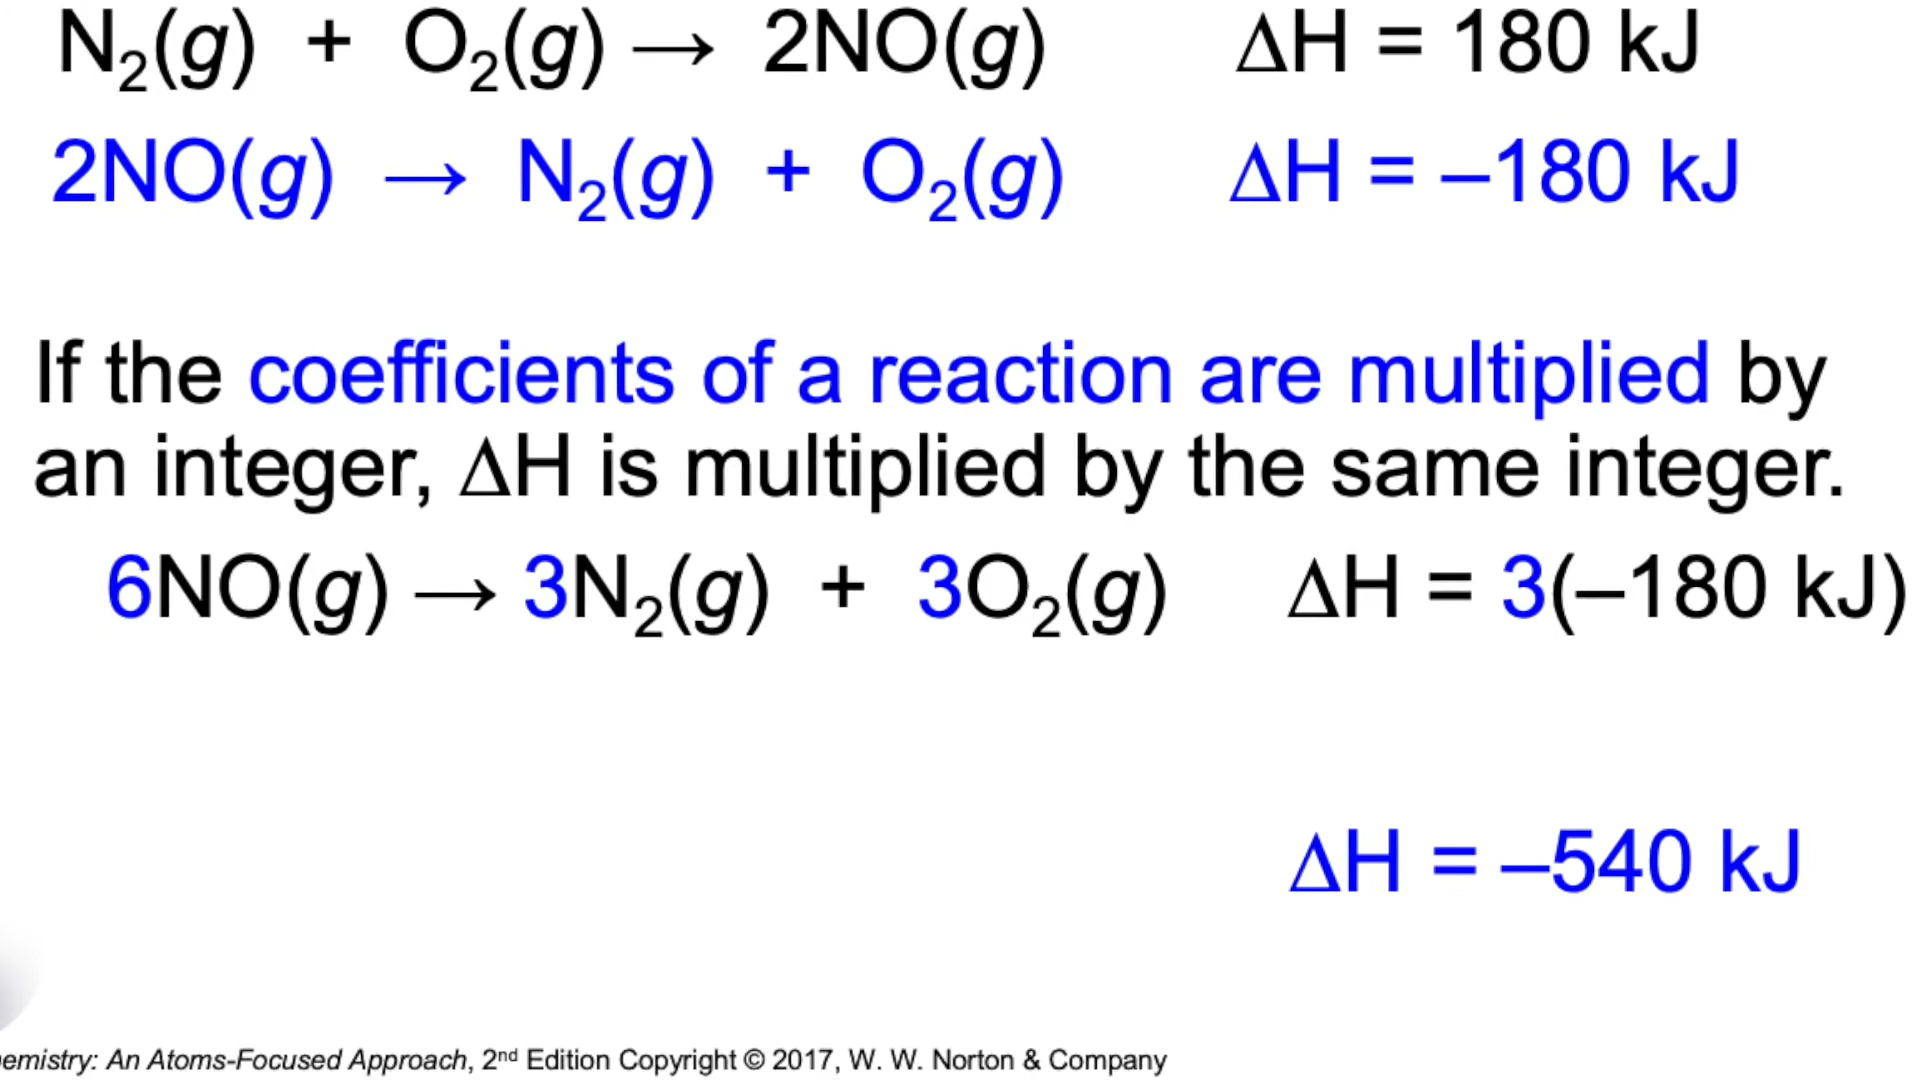 N₂(g) + O₂(g) → 2NO(g) ΔH = 180 kJ
2NO(g) → N₂(g) + O₂(g) ΔH = –180 kJ
If the coefficients of a reaction are multiplied by
an integer, ΔH is multiplied by the same integer.
6NO(g) → 3N₂(g) + 3O₂(g) ΔH = 3(–180 kJ)
ΔH = –540 kJ
emistry: An Atoms-Focused Approach, 2ⁿᵈ Edition Copyright © 2017, W. W. Norton & Company